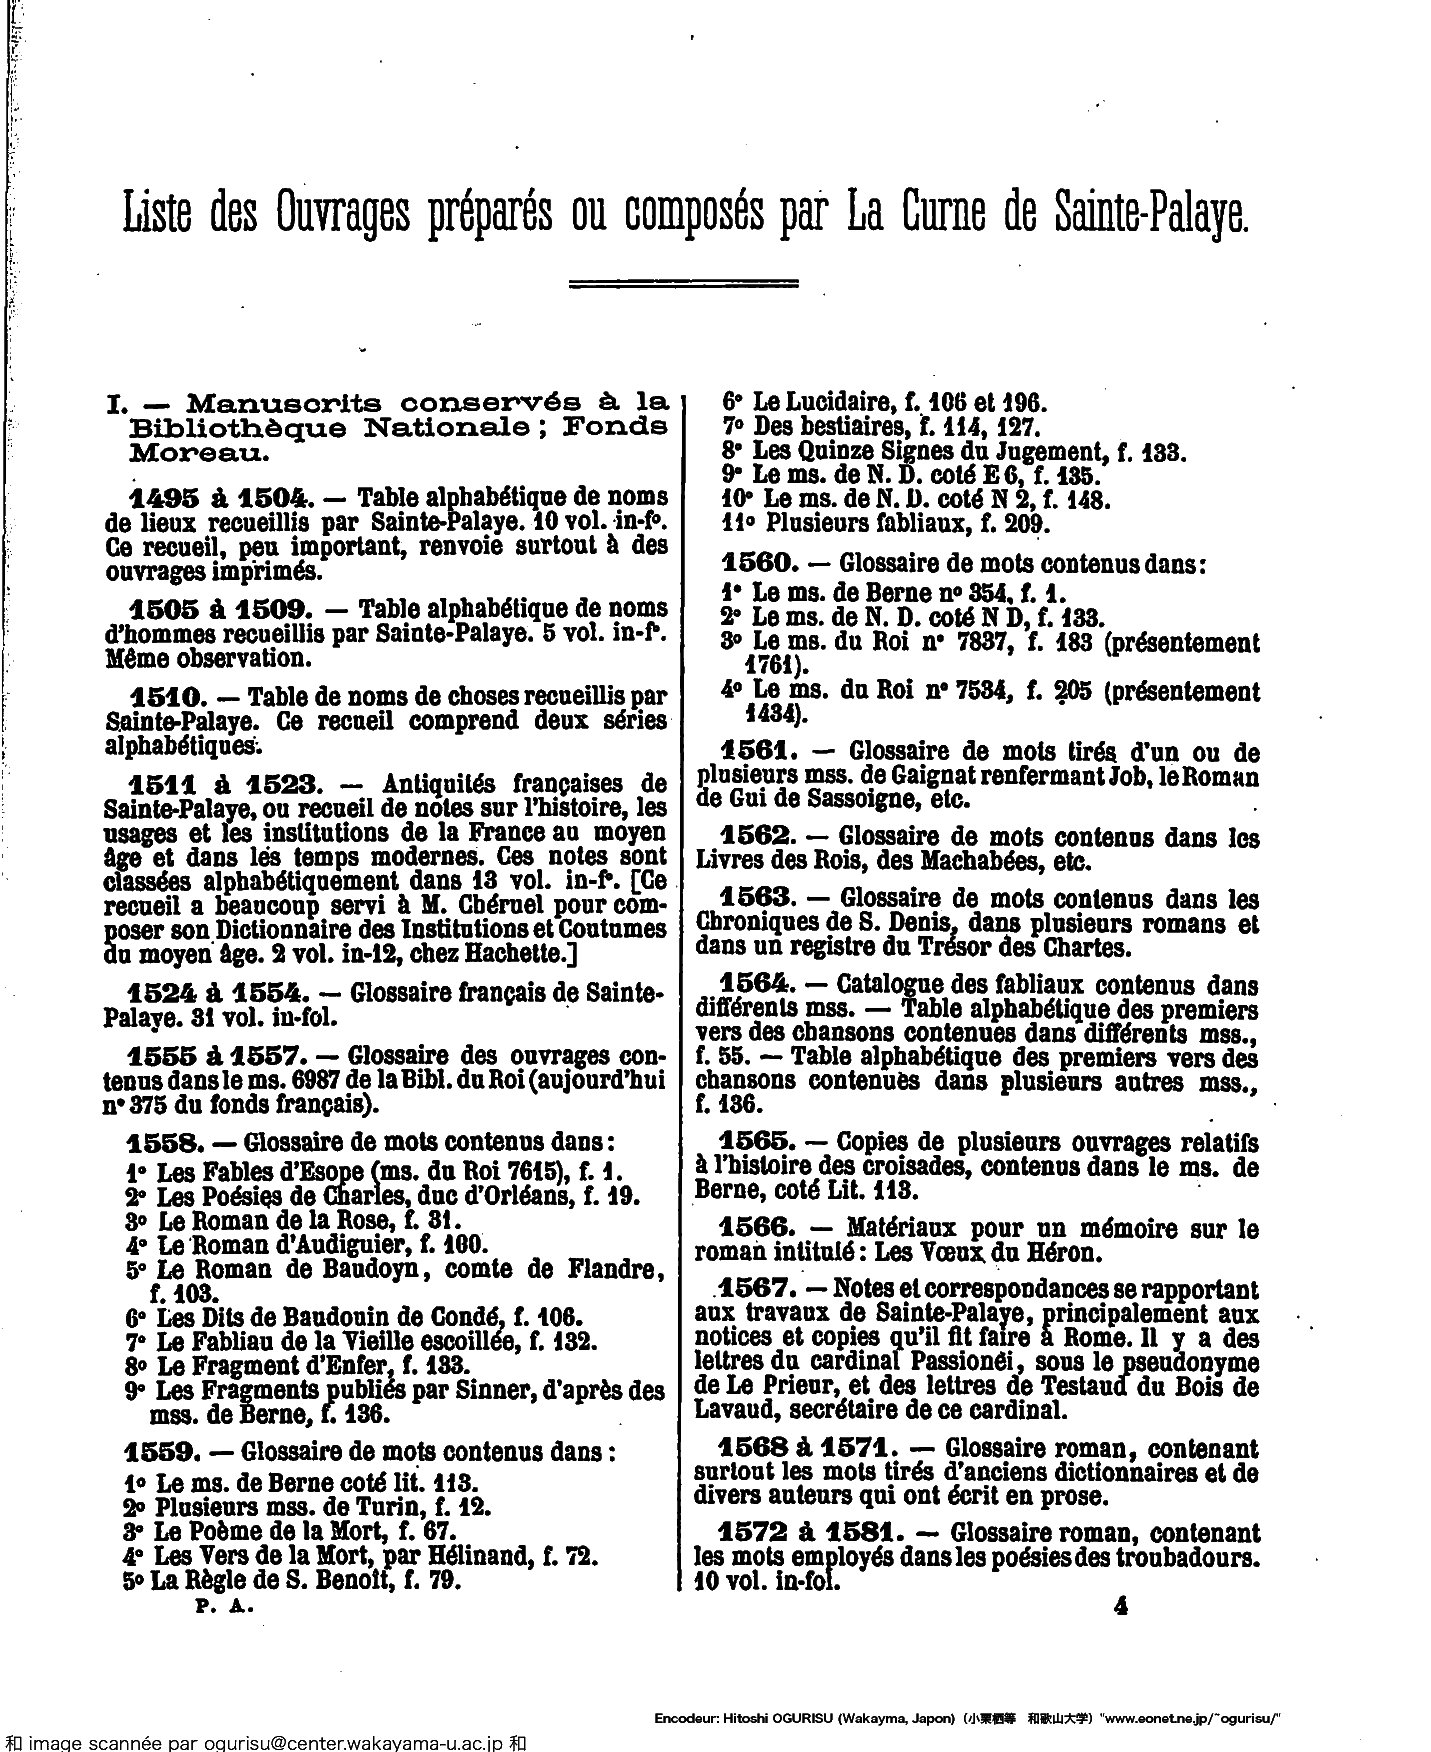 Liste des Ouvrages préparés ou composés par La Curne de Sainte-Palaye.
I. — Manuscrits conservés à la
Bibliothèque Nationale ; Fonds
Moreau.
1495 à 1504. — Table alphabétique de noms
de lieux recueillis par Sainte-Palaye. 10 vol. in-f°.
Ce recueil, peu important, renvoie surtout à des
ouvrages imprimés.
1505 à 1509. — Table alphabétique de noms
d'hommes recueillis par Sainte-Palaye. 5 vol. in-f°.
Même observation.
1510. — Table de noms de choses recueillis par
Sainte-Palaye. Ce recueil comprend deux séries
alphabétiques.
1511 à 1523. — Antiquités françaises de
Sainte-Palaye, ou recueil de notes sur l'histoire, les
usages et les institutions de la France au moyen
âge et dans les temps modernes. Ces notes sont
classées alphabétiquement dans 13 vol. in-f°. [Ce
recueil a beaucoup servi à M. Chéruel pour com-
poser son Dictionnaire des Institutions et Coutumes
du moyen âge. 2 vol. in-12, chez Hachette.]
1524 à 1554. — Glossaire français de Sainte-
Palaye. 31 vol. in-fol.
1555 à 1557. — Glossaire des ouvrages con-
tenus dans le ms. 6987 de la Bibl. du Roi (aujourd'hui
n° 375 du fonds français).
1558. — Glossaire de mots contenus dans :
1° Les Fables d'Esope (ms. du Roi 7615), f. 1.
2° Les Poésies de Charles, duc d'Orléans, f. 19.
3° Le Roman de la Rose, f. 31.
4° Le Roman d'Audiguier, f. 100.
5° Le Roman de Baudoyn, comte de Flandre,
f. 103.
6° Les Dits de Baudouin de Condé, f. 106.
7° Le Fabliau de la Vieille escoillée, f. 132.
8° Le Fragment d'Enfer, f. 133.
9° Les Fragments publiés par Sinner, d'après des
mss. de Berne, f. 136.
1559. — Glossaire de mots contenus dans :
1° Le ms. de Berne coté lit. 113.
2° Plusieurs mss. de Turin, f. 12.
3° Le Poème de la Mort, f. 67.
4° Les Vers de la Mort, par Hélinand, f. 72.
5° La Règle de S. Benoît, f. 79.
P. A.
6° Le Lucidaire, f. 106 et 196.
7° Des bestiaires, f. 114, 127.
8° Les Quinze Signes du Jugement, f. 133.
9° Le ms. de N. D. coté E 6, f. 135.
10° Le ms. de N. D. coté N 2, f. 148.
11° Plusieurs fabliaux, f. 209.
1560. — Glossaire de mots contenus dans :
1° Le ms. de Berne n° 354, f. 1.
2° Le ms. de N. D. coté N D, f. 133.
3° Le ms. du Roi n° 7837, f. 183 (présentement
1761).
4° Le ms. du Roi n° 7534, f. 205 (présentement
1434).
1561. — Glossaire de mots tirés d'un ou de
plusieurs mss. de Gaignat renfermant Job, le Roman
de Gui de Sassoigne, etc.
1562. — Glossaire de mots contenus dans les
Livres des Rois, des Machabées, etc.
1563. — Glossaire de mots contenus dans les
Chroniques de S. Denis, dans plusieurs romans et
dans un registre du Trésor des Chartes.
1564. — Catalogue des fabliaux contenus dans
différents mss. — Table alphabétique des premiers
vers des chansons contenues dans différents mss.,
f. 55. — Table alphabétique des premiers vers des
chansons contenues dans plusieurs autres mss.,
f. 136.
1565. — Copies de plusieurs ouvrages relatifs
à l'histoire des croisades, contenus dans le ms. de
Berne, coté Lit. 113.
1566. — Matériaux pour un mémoire sur le
roman intitulé : Les Vœux du Héron.
1567. — Notes et correspondances se rapportant
aux travaux de Sainte-Palaye, principalement aux
notices et copies qu'il fit faire à Rome. Il y a des
lettres du cardinal Passionéi, sous le pseudonyme
de Le Prieur, et des lettres de Testaud du Bois de
Lavaud, secrétaire de ce cardinal.
1568 à 1571. — Glossaire roman, contenant
surtout les mots tirés d'anciens dictionnaires et de
divers auteurs qui ont écrit en prose.
1572 à 1581. — Glossaire roman, contenant
les mots employés dans les poésies des troubadours.
10 vol. in-fol.
4
Encodeur: Hitoshi OGURISU (Wakayma, Japon) (小栗栖等 和歌山大学) "www.eonet.ne.jp/~ogurisu/"
和 image scannée par ogurisu@center.wakayama-u.ac.jp 和